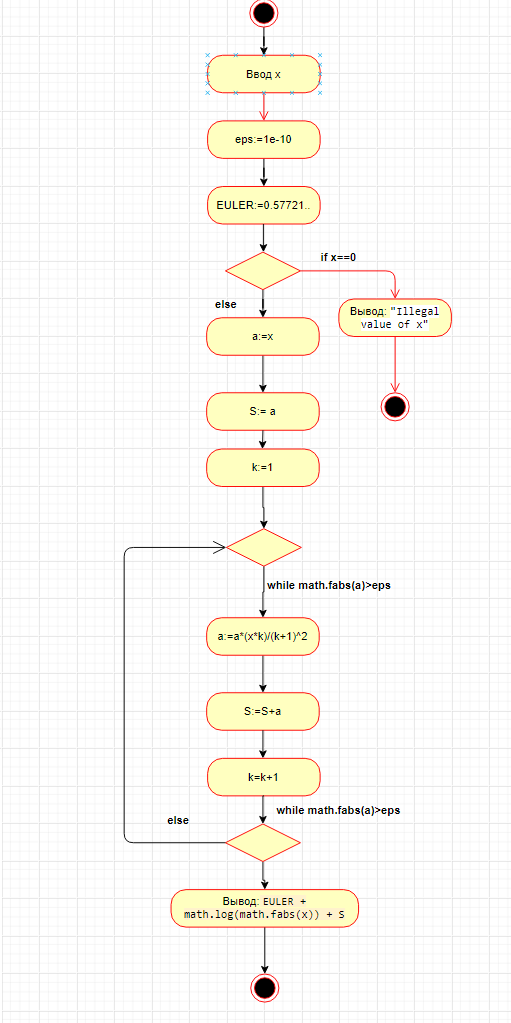 Ввод x
eps:=1e-10
EULER:=0.57721..
if x==0
else
Вывод: "Illegal
value of x"
a:=x
S:= a
k:=1
while math.fabs(a)>eps
a:=a*(x*k)/(k+1)^2
S:=S+a
k=k+1
while math.fabs(a)>eps
else
Вывод: EULER +
math.log(math.fabs(x)) + S